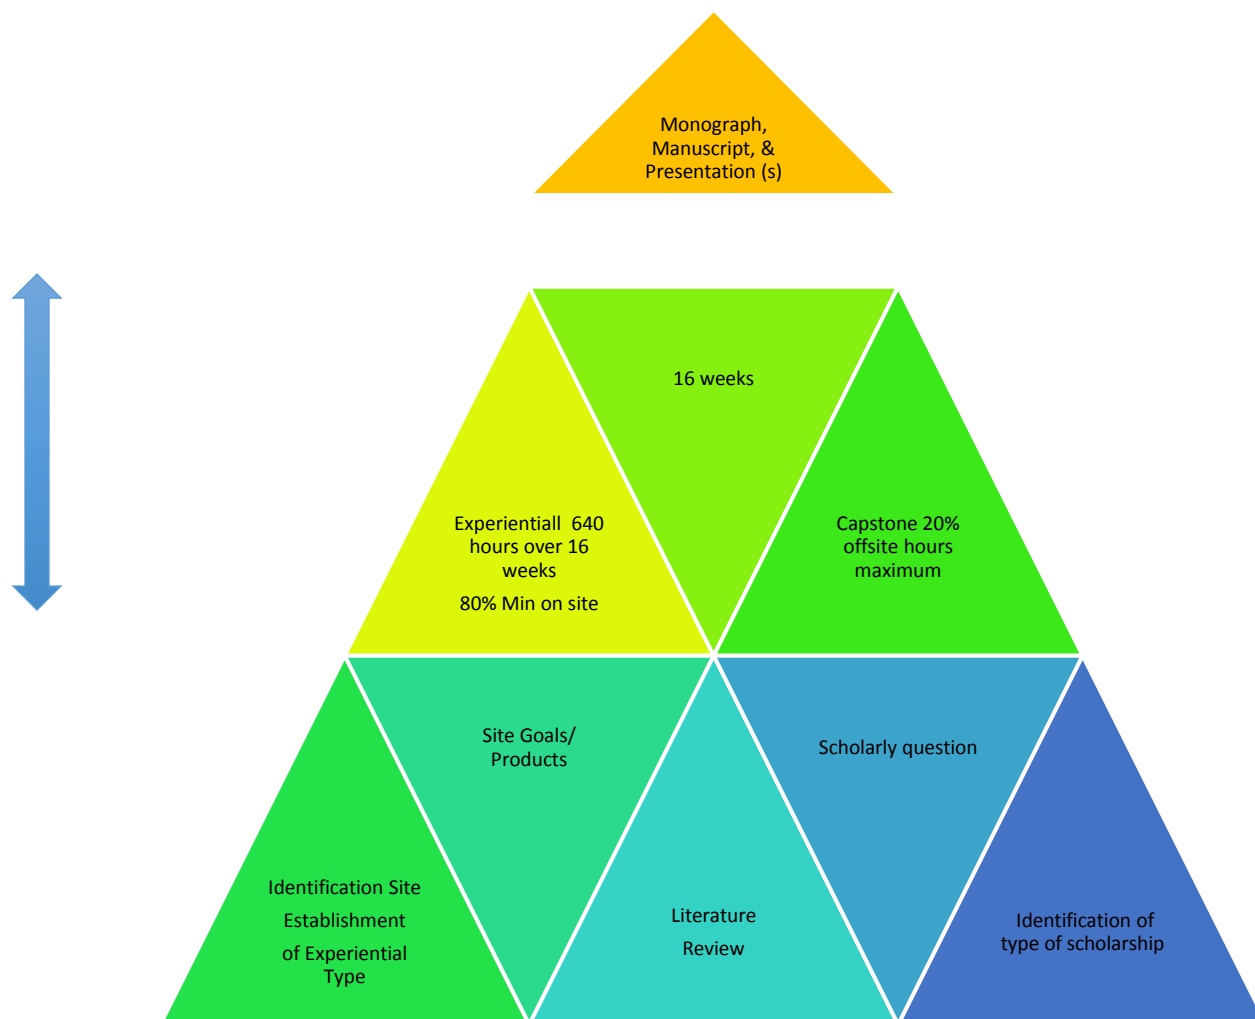 Monograph,
Manuscript, &
Presentation (s)
16 weeks
Experientiall 640
hours over 16
weeks
80% Min on site
Capstone 20%
offsite hours
maximum
Site Goals/
Products
Scholarly question
Identification Site
Establishment
of Experiential
Type
Literature
Review
Identification of
type of scholarship